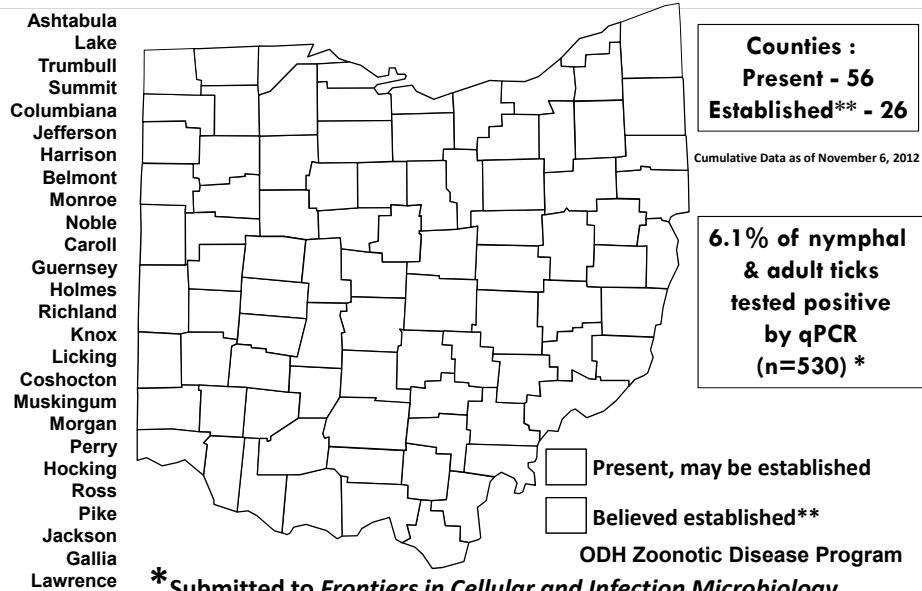 Ashtabula
Lake
Trumbull
Summit
Columbiana
Jefferson
Harrison
Belmont
Monroe
Noble
Caroll
Guernsey
Holmes
Richland
Knox
Licking
Coshocton
Muskingum
Morgan
Perry
Hocking
Ross
Pike
Jackson
Gallia
Lawrence
Counties :
Present - 56
Established** - 26
Cumulative Data as of November 6, 2012
6.1% of nymphal
& adult ticks
tested positive
by qPCR
(n=530) *
Present, may be established
Believed established**
ODH Zoonotic Disease Program
*Submitted to Frontiers in Cellular and Infection Microbiology